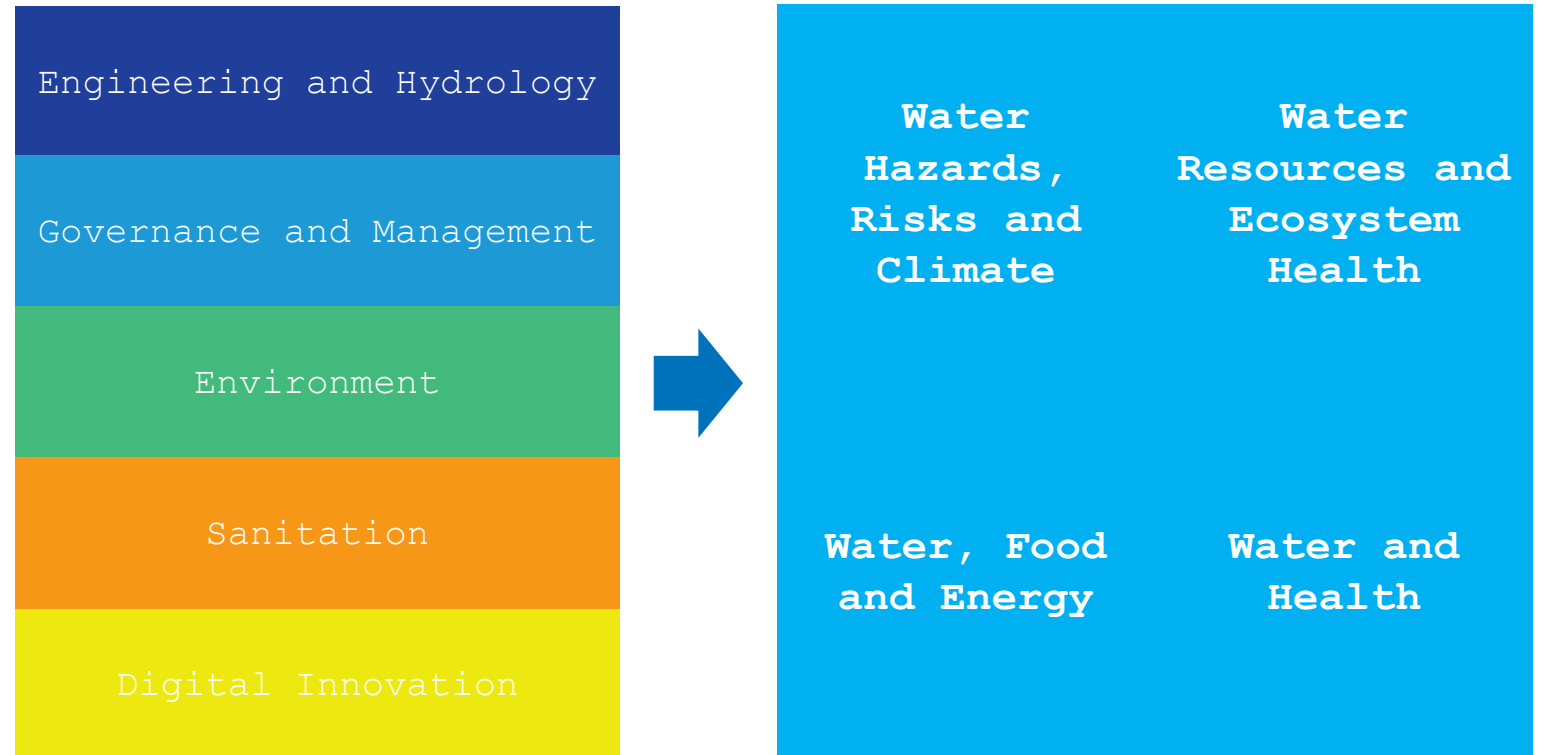 Engineering and Hydrology
Governance and Management
Environment
Sanitation
Digital Innovation
Water
Hazards,
Risks and
Climate
Water
Resources and
Ecosystem
Health
Water, Food
and Energy
Water and
Health